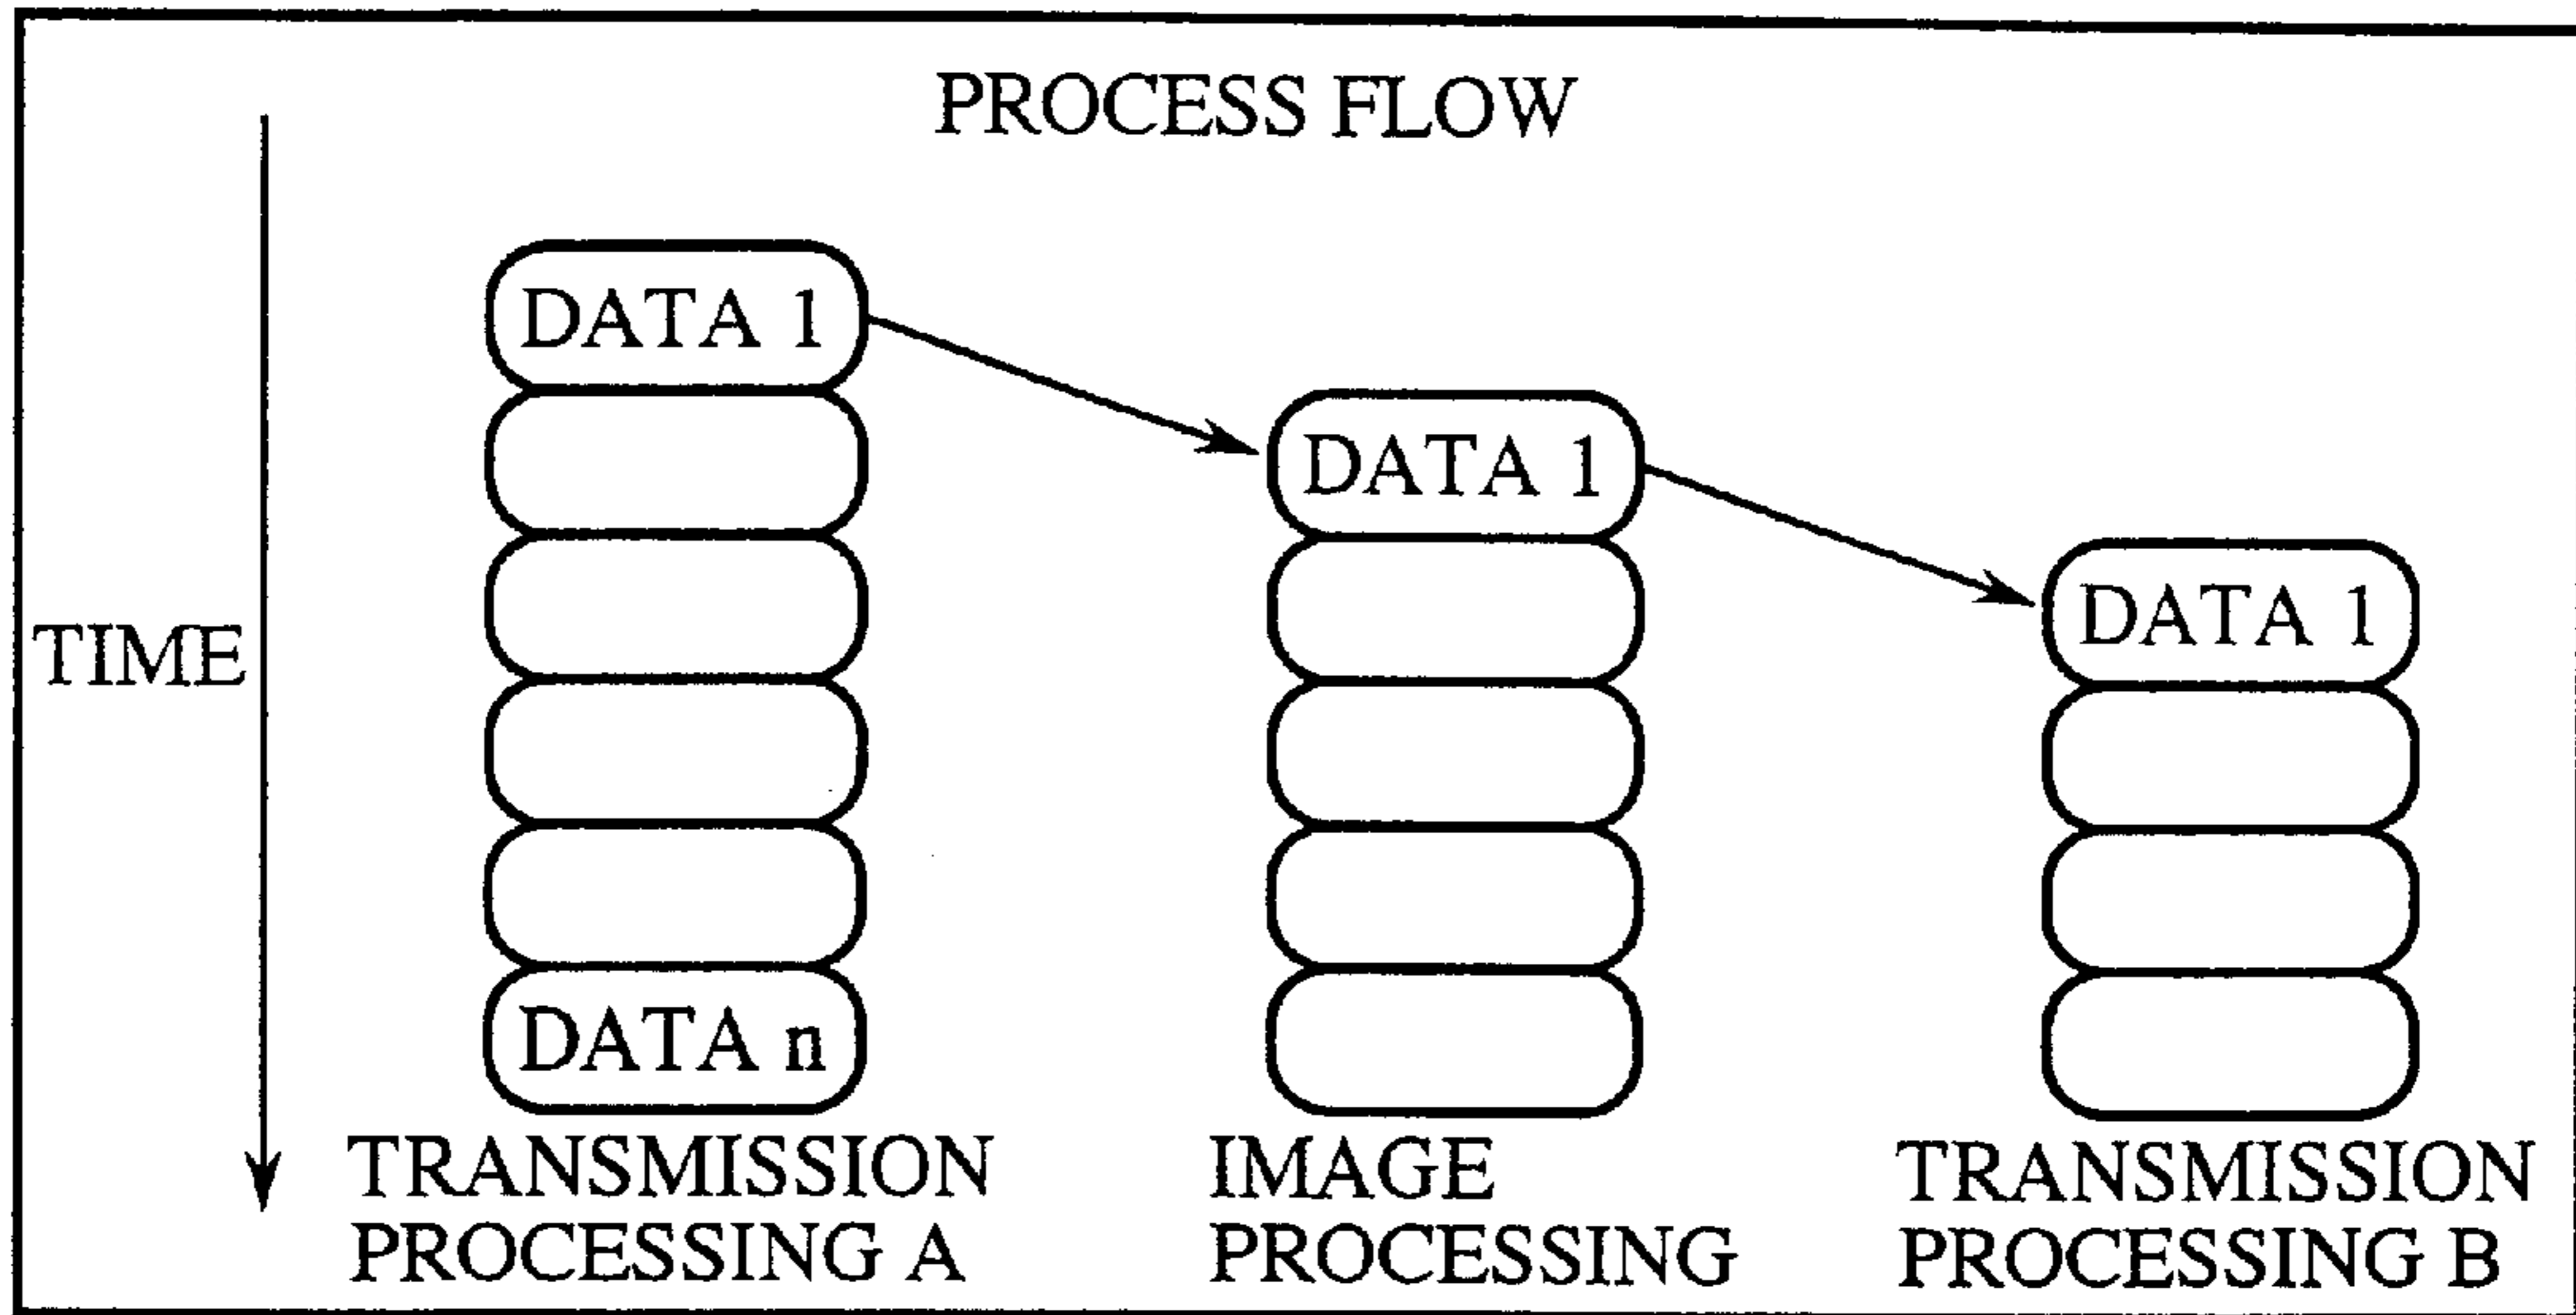 PROCESS FLOW
DATA 1
DATA 1
DATA 1
TIME
DATA n
TRANSMISSION
PROCESSING A
IMAGE
PROCESSING
TRANSMISSION
PROCESSING B